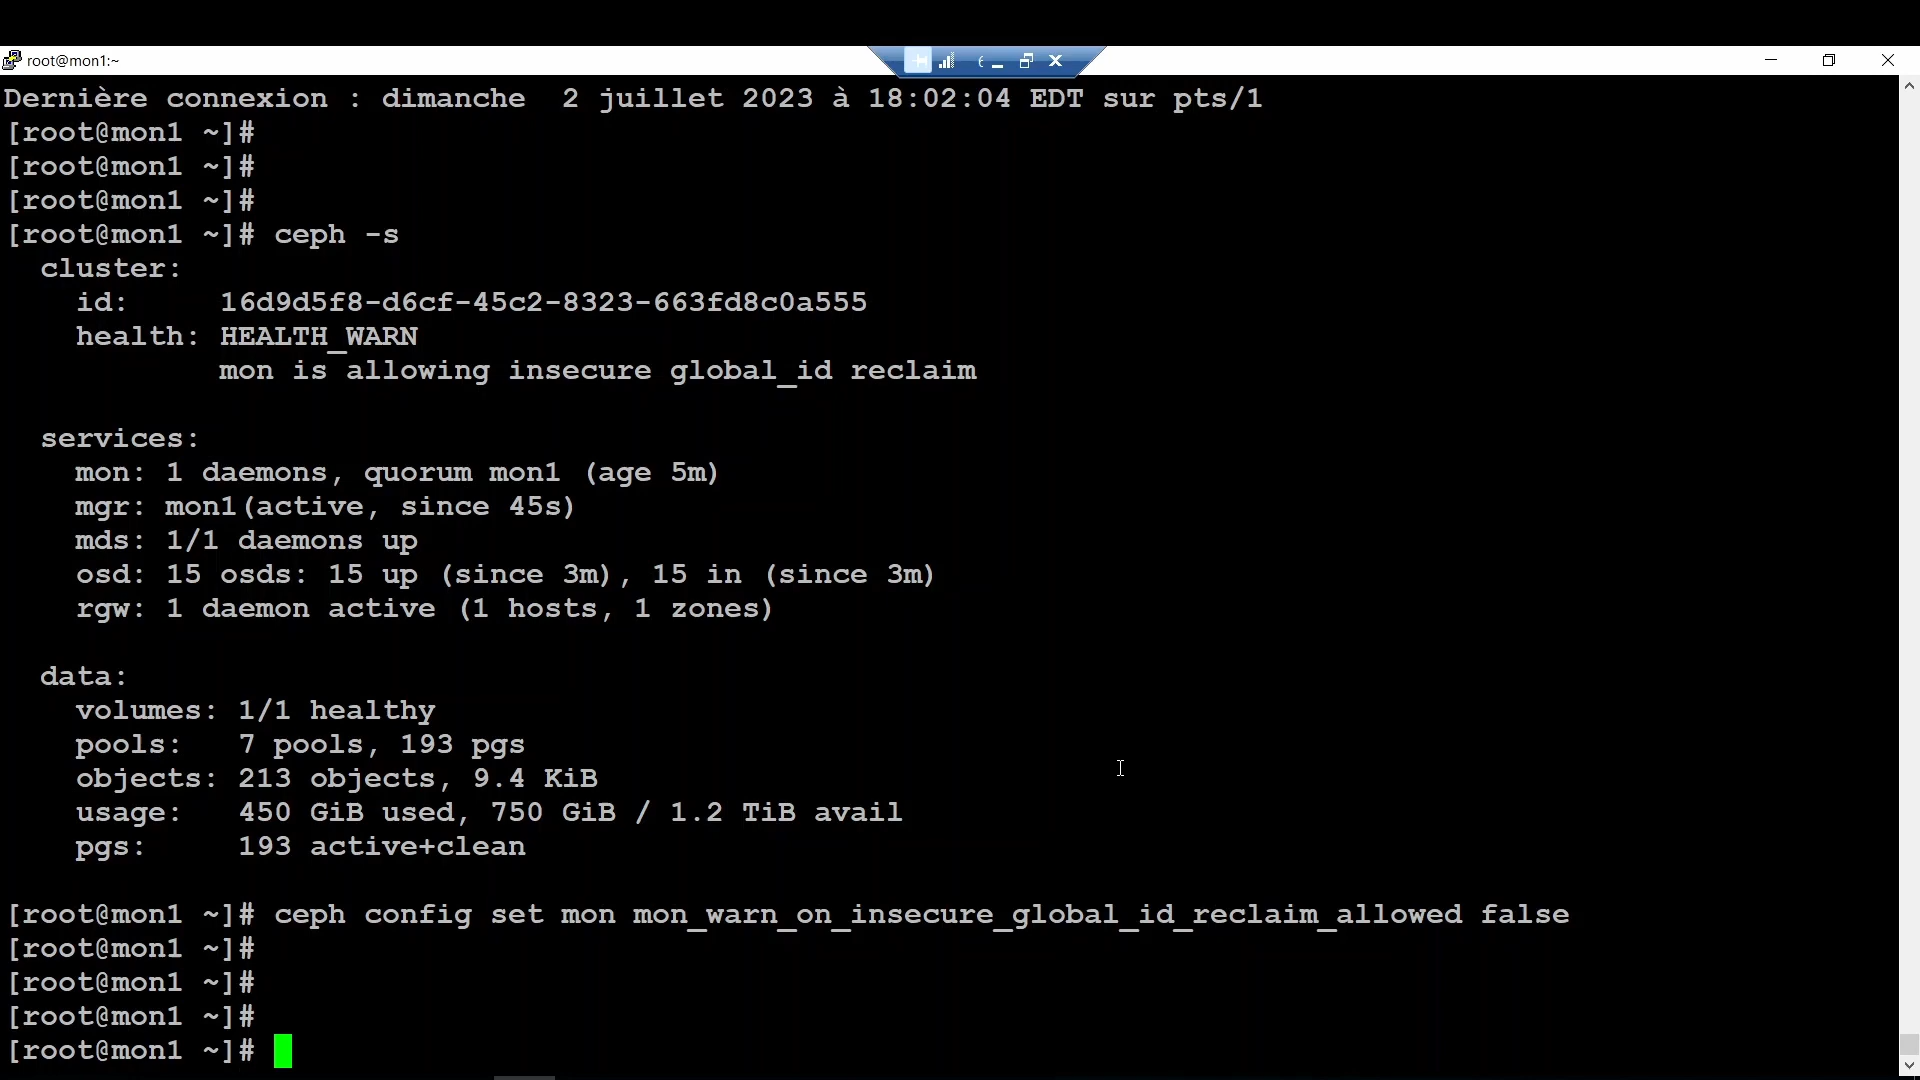 root@mon1:~
Dernière connexion : dimanche  2 juillet 2023 à 18:02:04 EDT sur pts/1
[root@mon1 ~]#
[root@mon1 ~]#
[root@mon1 ~]#
[root@mon1 ~]# ceph -s
  cluster:
    id:     16d9d5f8-d6cf-45c2-8323-663fd8c0a555
    health: HEALTH_WARN
            mon is allowing insecure global_id reclaim

  services:
    mon: 1 daemons, quorum mon1 (age 5m)
    mgr: mon1(active, since 45s)
    mds: 1/1 daemons up
    osd: 15 osds: 15 up (since 3m), 15 in (since 3m)
    rgw: 1 daemon active (1 hosts, 1 zones)

  data:
    volumes: 1/1 healthy
    pools:   7 pools, 193 pgs
    objects: 213 objects, 9.4 KiB
    usage:   450 GiB used, 750 GiB / 1.2 TiB avail
    pgs:     193 active+clean

[root@mon1 ~]# ceph config set mon mon_warn_on_insecure_global_id_reclaim_allowed false
[root@mon1 ~]#
[root@mon1 ~]#
[root@mon1 ~]#
[root@mon1 ~]#